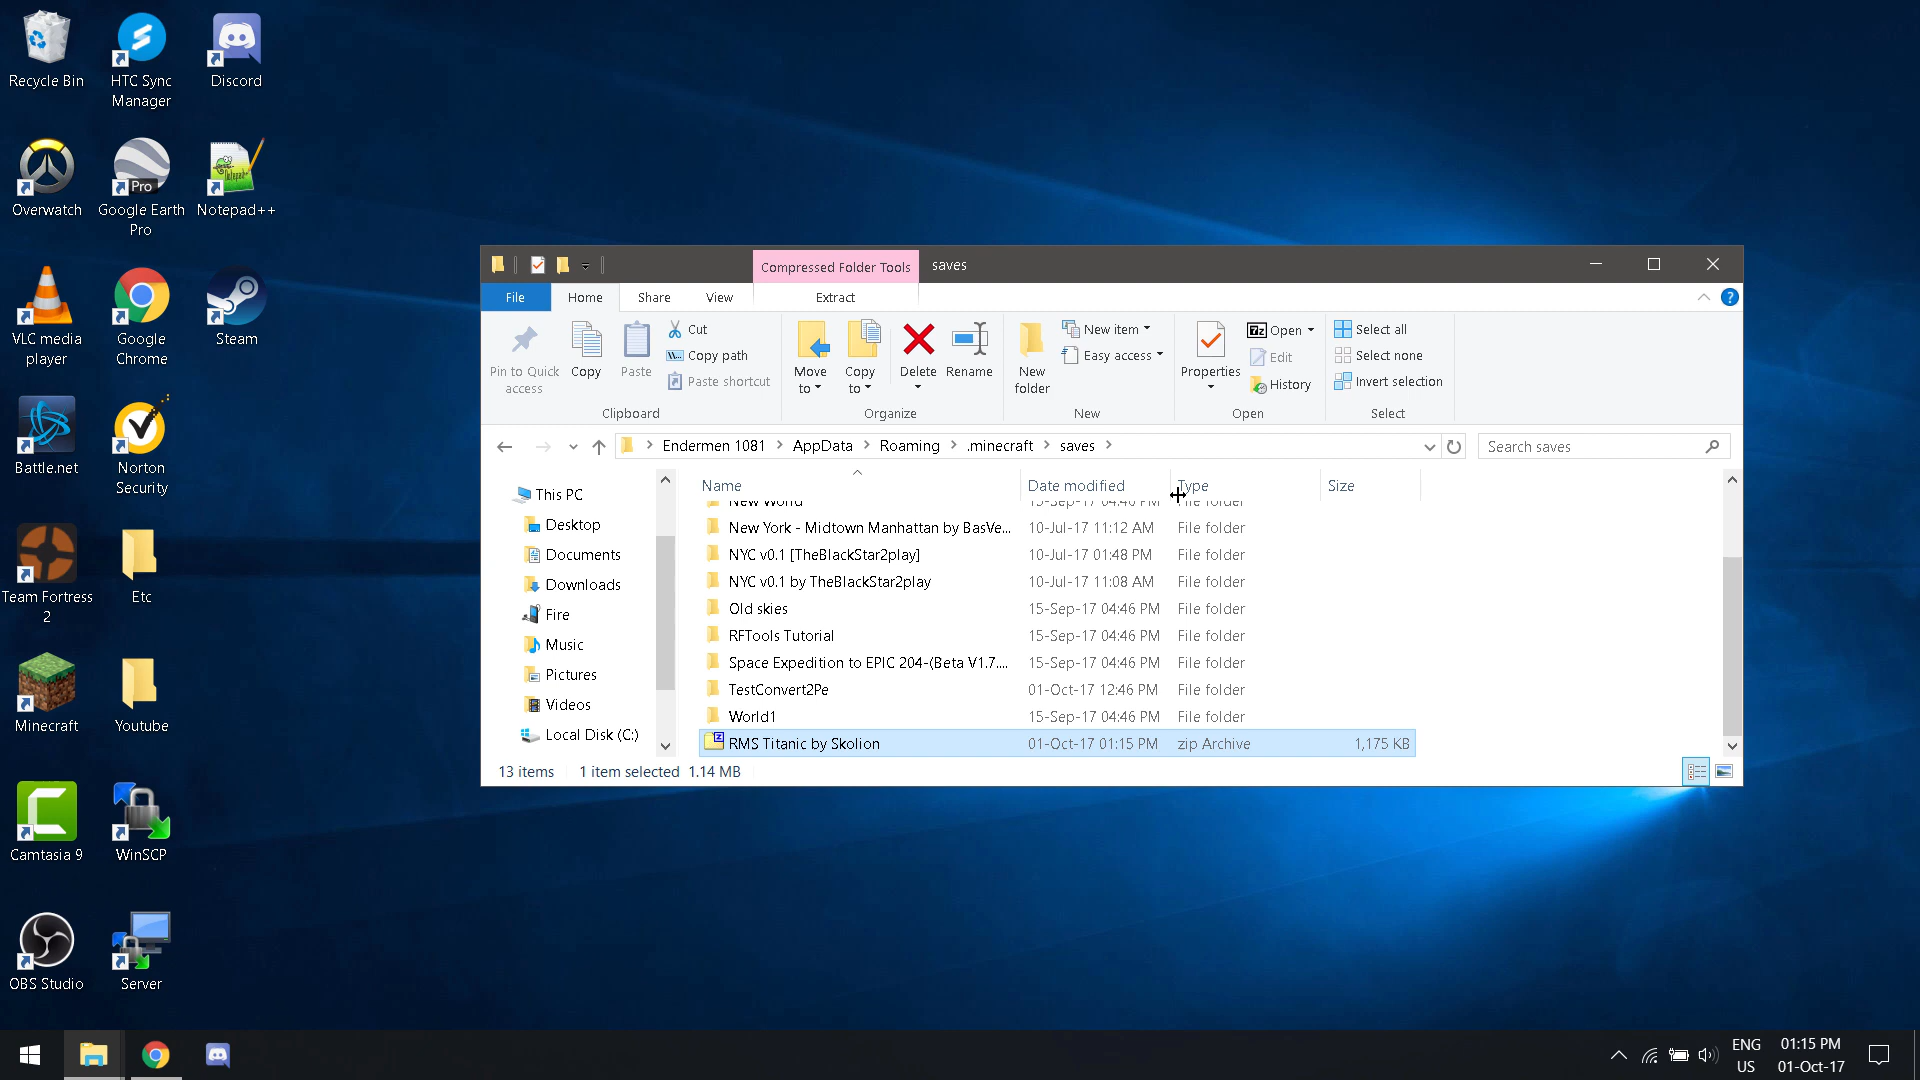 Recycle Bin
HTC Sync
Manager
Discord
Overwatch
Pro
Google Earth
Pro
Notepad++
VLC media
player
Google
Chrome
Steam
Battle.net
Norton
Security
Team Fortress
2
Etc
Minecraft
Youtube
Camtasia 9
WinSCP
OBS Studio
Server
Compressed Folder Tools
saves
File
Home
Share
View
Extract
Pin to Quick
access
Copy
Paste
Cut
Copy path
Paste shortcut
Clipboard
Move
to
Copy
to
Delete
Rename
Organize
New
folder
New item
Easy access
New
Properties
Open
Edit
History
Open
Select all
Select none
Invert selection
Select
Endermen 1081 > AppData > Roaming > .minecraft > saves >
Search saves
This PC
Desktop
Documents
Downloads
Fire
Music
Pictures
Videos
Local Disk (C:)
Name Date modified Type Size
New World 15-Sep-17 04:46 PM File folder
New York - Midtown Manhattan by BasVe... 10-Jul-17 11:12 AM File folder
NYC v0.1 [TheBlackStar2play] 10-Jul-17 01:48 PM File folder
NYC v0.1 by TheBlackStar2play 10-Jul-17 11:08 AM File folder
Old skies 15-Sep-17 04:46 PM File folder
RFTools Tutorial 15-Sep-17 04:46 PM File folder
Space Expedition to EPIC 204-(Beta V1.7.... 15-Sep-17 04:46 PM File folder
TestConvert2Pe 01-Oct-17 12:46 PM File folder
World1 15-Sep-17 04:46 PM File folder
RMS Titanic by Skolion 01-Oct-17 01:15 PM zip Archive 1,175 KB
13 items 1 item selected 1.14 MB
ENG
US
01:15 PM
01-Oct-17